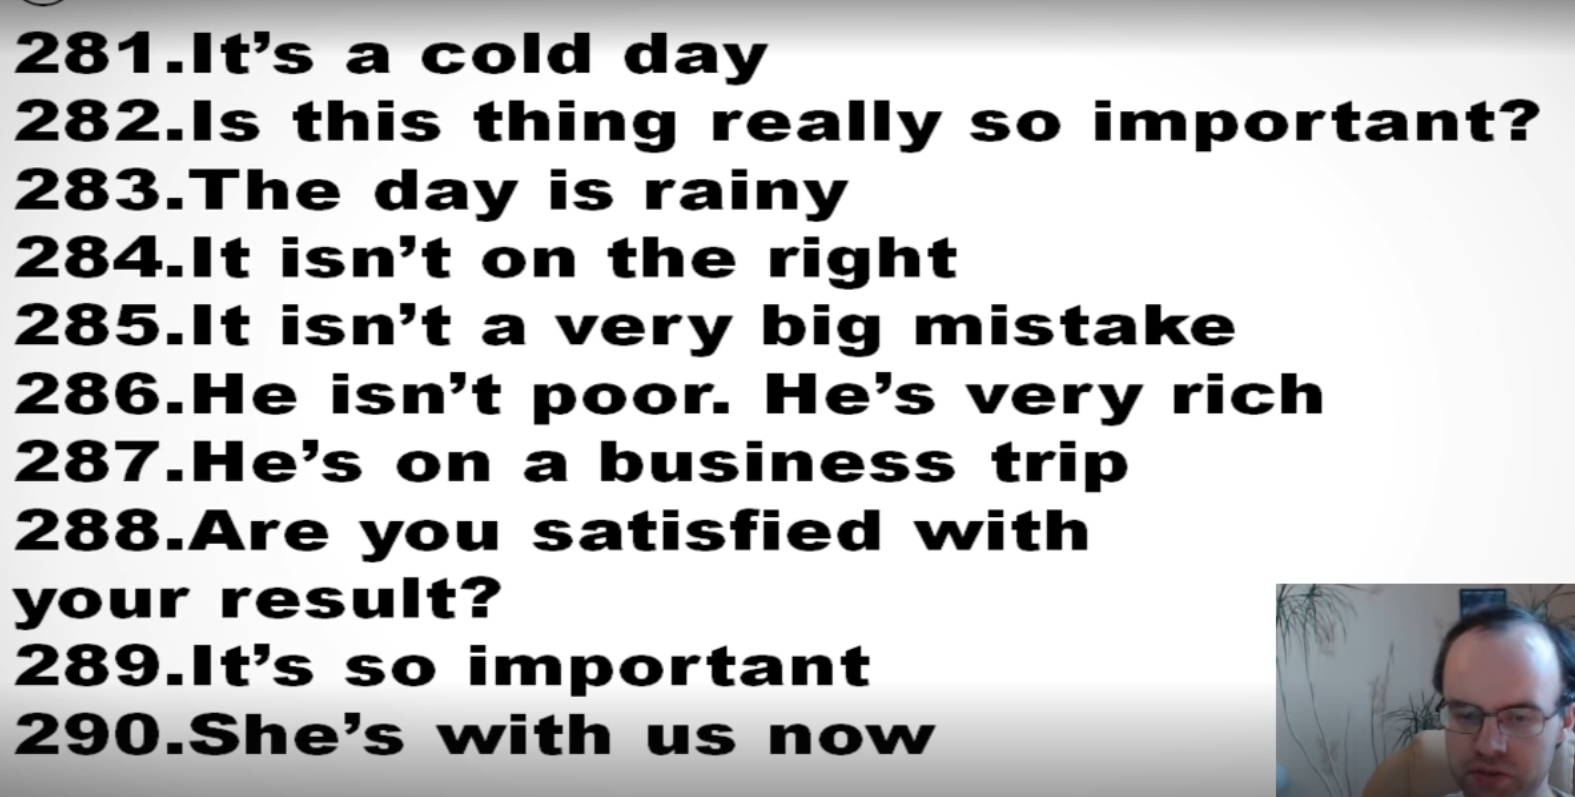 281.It’s a cold day
282.Is this thing really so important?
283.The day is rainy
284.It isn’t on the right
285.It isn’t a very big mistake
286.He isn’t poor. He’s very rich
287.He’s on a business trip
288.Are you satisfied with
your result?
289.It’s so important
290.She’s with us now